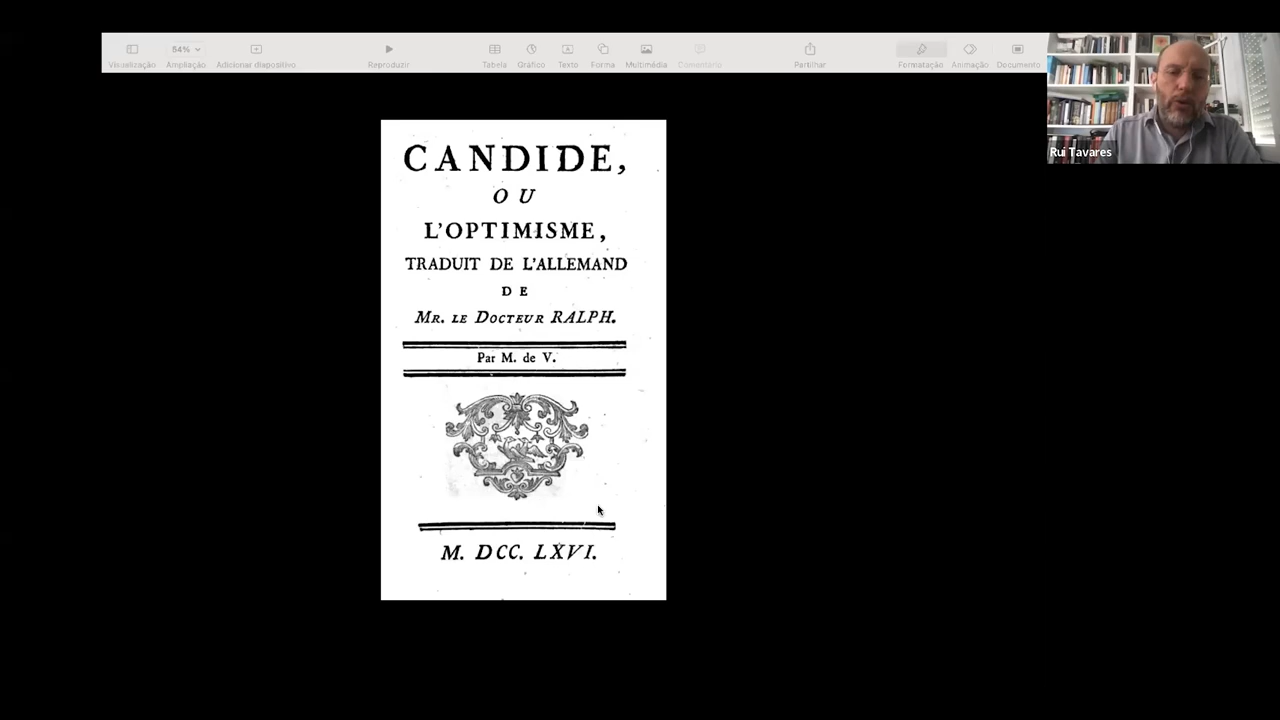 Visualização
54%
Ampliação
Adicionar diapositivo
Reproduzir
Tabela
Gráfico
Texto
Forma
Multimédia
Comentário
Partilhar
Formatação
Animação
Documento
Rui Tavares
CANDIDE,
OU
L'OPTIMISME,
TRADUIT DE L'ALLEMAND
DE
MR. LE DOCTEUR RALPH.
Par M. de V.
M. DCC. LXVI.